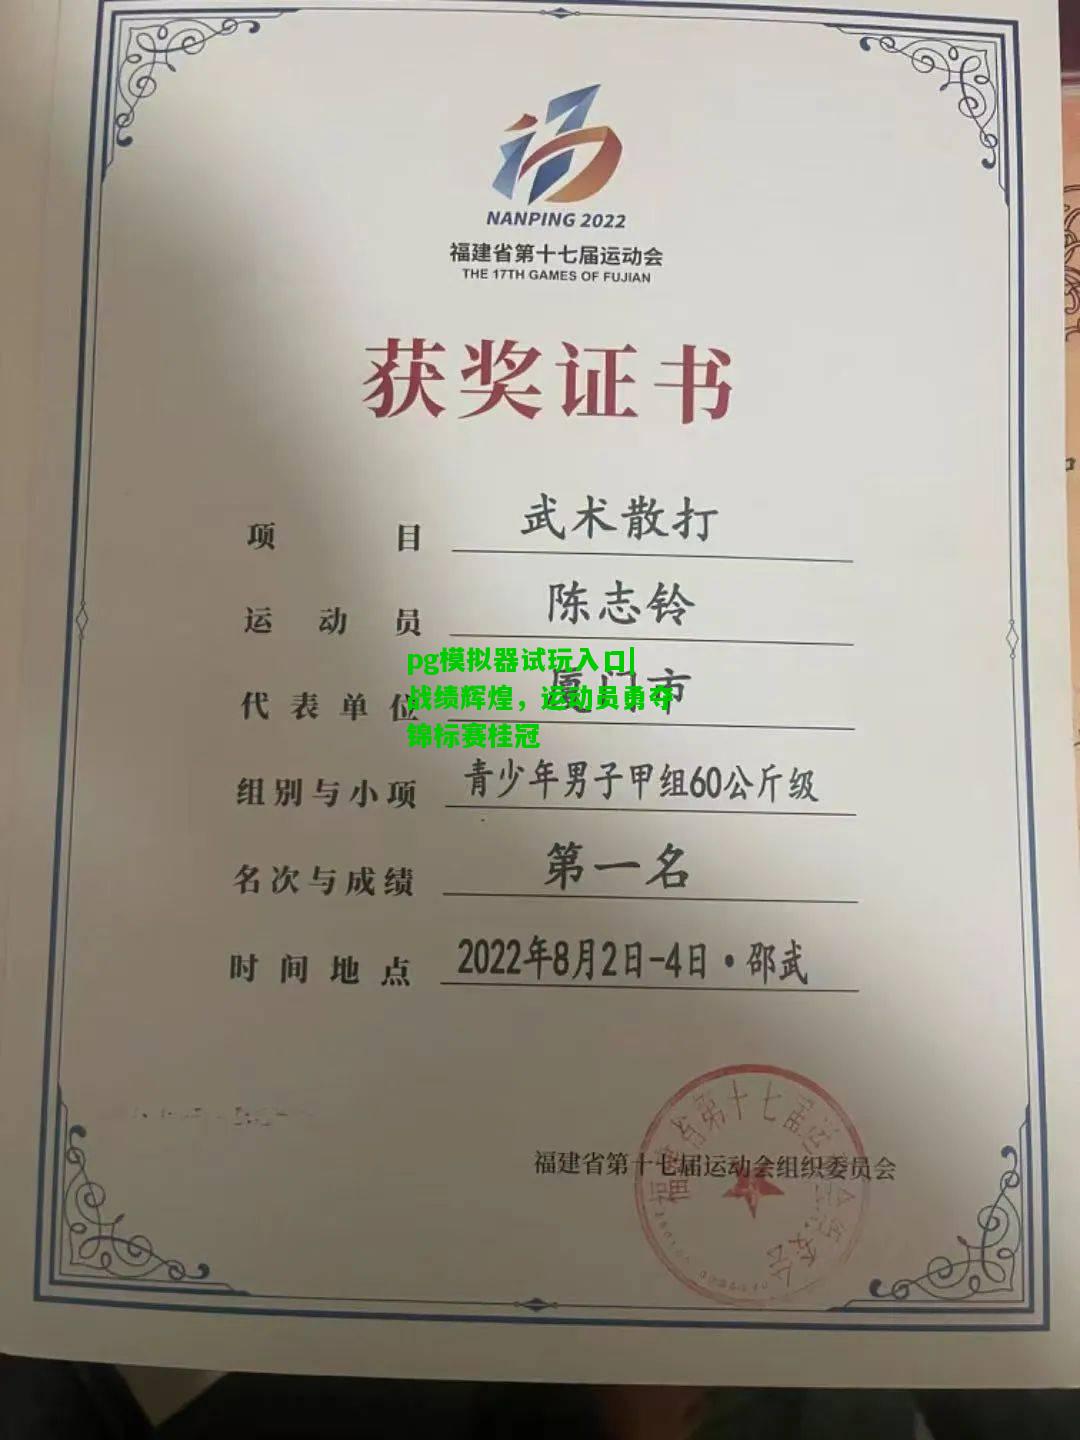 NANPING 2022
福建省第十七届运动会
THE 17TH GAMES OF FUJIAN
获奖证书
项目 武术散打
运动员 陈志铃
pg模拟器试玩入口|
代表单位 厦门市
战绩辉煌，运动员勇夺
锦标赛桂冠
组别与小项 青少年男子甲组60公斤级
名次与成绩 第一名
时间地点 2022年8月2日-4日·邵武
福建省第十七届运动会组织委员会